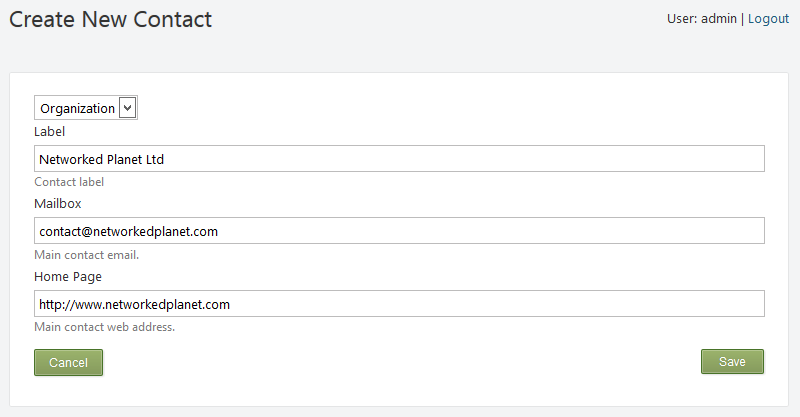 Create New Contact
User: admin | Logout
Organization
Label
Networked Planet Ltd
Contact label
Mailbox
contact@networkedplanet.com
Main contact email.
Home Page
http://www.networkedplanet.com
Main contact web address.
Cancel
Save